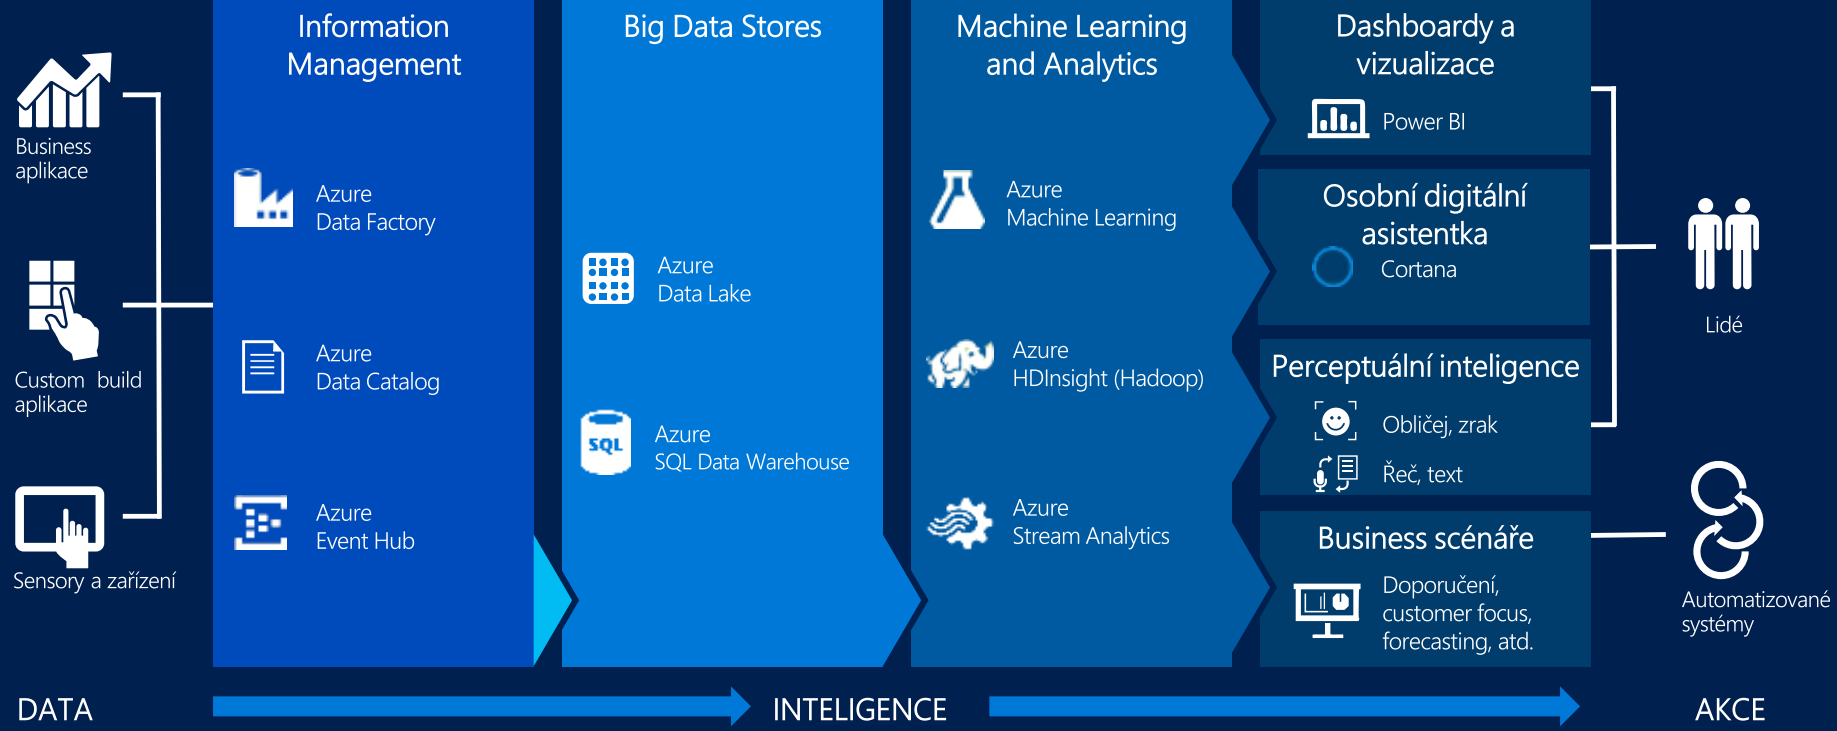 Business
aplikace
Custom build
aplikace
Sensory a zařízení
Information
Management
Azure
Data Factory
Azure
Data Catalog
Azure
Event Hub
Big Data Stores
Azure
Data Lake
SQL
Azure
SQL Data Warehouse
Machine Learning
and Analytics
Azure
Machine Learning
Azure
HDInsight (Hadoop)
Azure
Stream Analytics
Dashboardy a
vizualizace
Power BI
Osobní digitální
asistentka
Cortana
Perceptuální inteligence
Obličej, zrak
Řeč, text
Business scénáře
Doporučení,
customer focus,
forecasting, atd.
Lidé
Automatizované
systémy
DATA
INTELIGENCE
AKCE